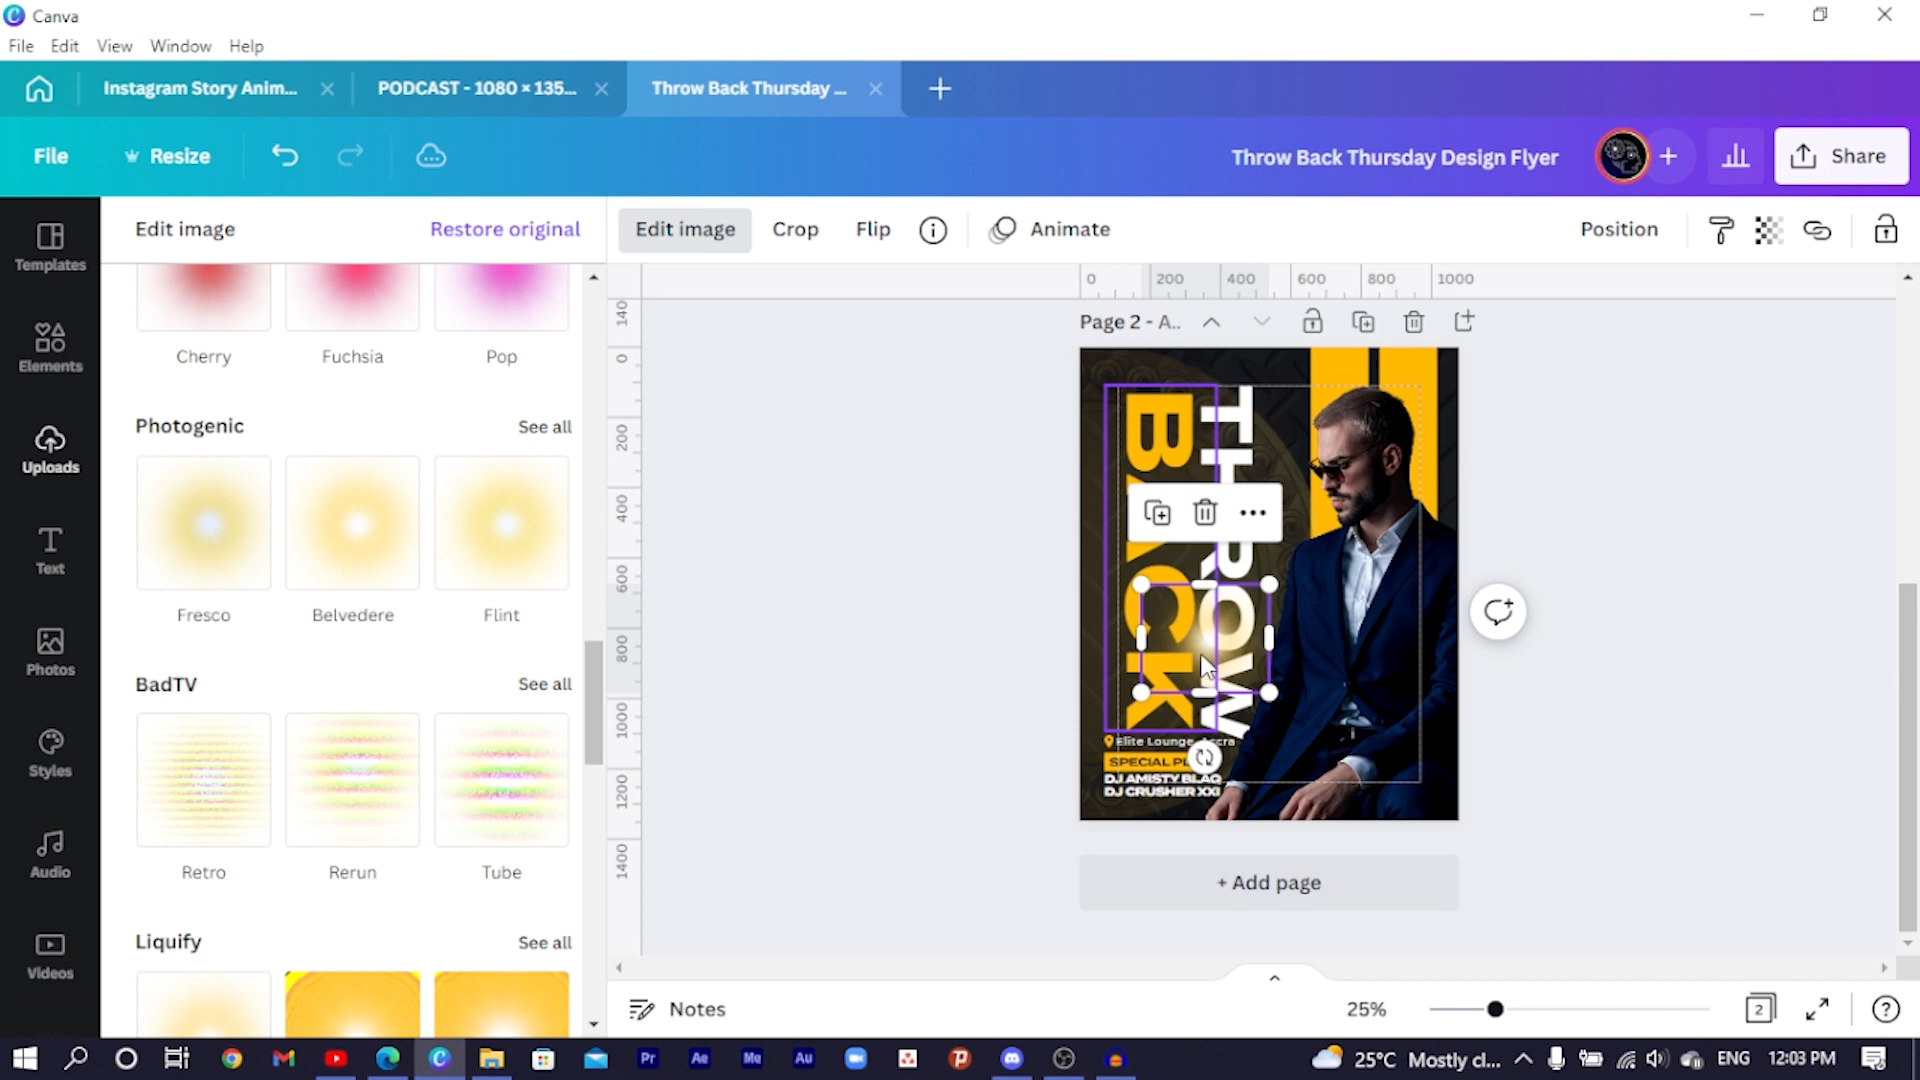 Canva
File Edit View Window Help
Instagram Story Anim...
PODCAST - 1080 × 135...
Throw Back Thursday ...
File
Resize
Throw Back Thursday Design Flyer
Share
Edit image
Restore original
Edit image
Crop
Flip
Animate
Position
Templates
Elements
Uploads
Text
Photos
Styles
Audio
Videos
Cherry
Fuchsia
Pop
Photogenic
See all
Fresco
Belvedere
Flint
BadTV
See all
Retro
Rerun
Tube
Liquify
See all
0 200 400 600 800 1000
140
0
200
400
600
800
1000
1200
1400
Page 2 - A..
BACK
THROW
Elite Lounge, Accra
SPECIAL PL
DJ AMISTY BLAQ
DJ CRUSHER XXI
+ Add page
Notes
25%
2
Pr
Ae
Me
Au
25°C Mostly cl...
ENG
12:03 PM